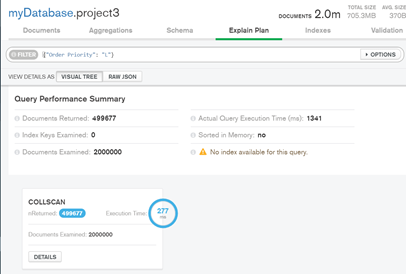 myDatabase.project3
DOCUMENTS 2.0m
TOTAL SIZE 705.3MB
AVG. SIZE 370B
Documents
Aggregations
Schema
Explain Plan
Indexes
Validation
FILTER {"Order Priority": "L"}
OPTIONS
VIEW DETAILS AS VISUAL TREE RAW JSON
Query Performance Summary
Documents Returned: 499677
Actual Query Execution Time (ms): 1341
Index Keys Examined: 0
Sorted in Memory: no
Documents Examined: 2000000
No index available for this query.
COLLSCAN
nReturned: 499677
Execution Time: 277 ms
Documents Examined: 2000000
DETAILS